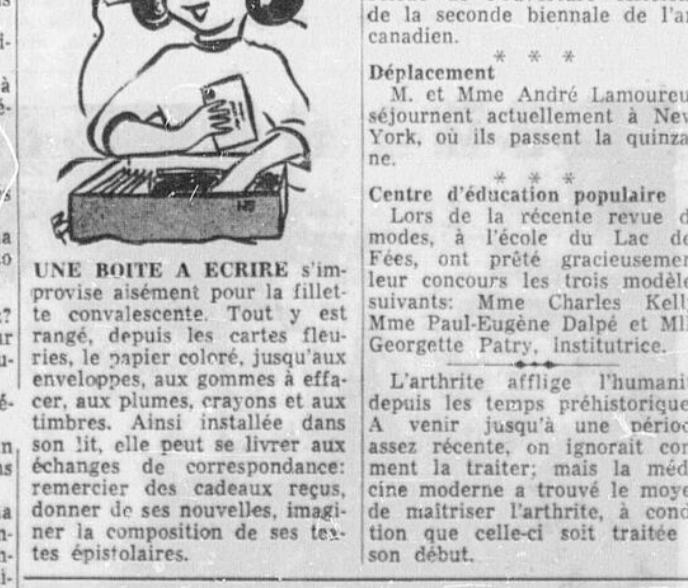 UNE BOITE A ECRIRE s'im-
provise aisément pour la fillet-
te convalescente. Tout y est
rangé, depuis les cartes fleu-
ries, le papier coloré, jusqu'aux
enveloppes, aux gommes à effa-
cer, aux plumes, crayons et aux
timbres. Ainsi installée dans
son lit, elle peut se livrer aux
échanges de correspondance:
remercier des cadeaux reçus,
donner de ses nouvelles, imagi-
ner la composition de ses tex-
tes épistolaires.
de la seconde biennale de l'ar
canadien.
* * *
Déplacement
M. et Mme André Lamoureu
séjournent actuellement à New
York, où ils passent la quinzai
ne.
* * *
Centre d'éducation populaire
Lors de la récente revue d
modes, à l'école du Lac de
Fées, ont prêté gracieusemen
leur concours les trois modèle
suivants: Mme Charles Kell
Mme Paul-Eugène Dalpé et Mll
Georgette Patry, institutrice.
L'arthrite afflige l'humanit
depuis les temps préhistorique
A venir jusqu'à une périod
assez récente, on ignorait com
ment la traiter; mais la méde
cine moderne a trouvé le moye
de maîtriser l'arthrite, à cond
tion que celle-ci soit traitée
son début.